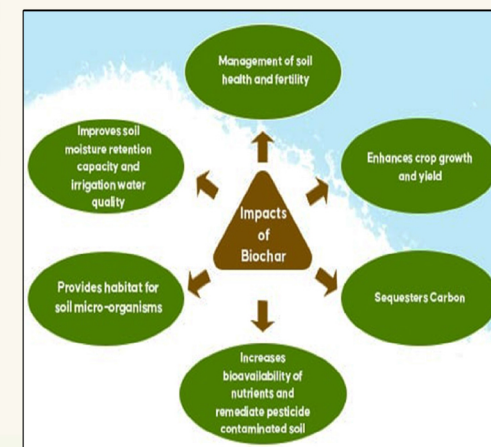 Management of soil
health and fertility
Improves soil
moisture retention
capacity and
irrigation water
quality
Enhances crop growth
and yield
Impacts
of
Biochar
Provides habitat for
soil micro-organisms
Sequesters Carbon
Increases
bioavailability of
nutrients and
remediate pesticide
contaminated soil